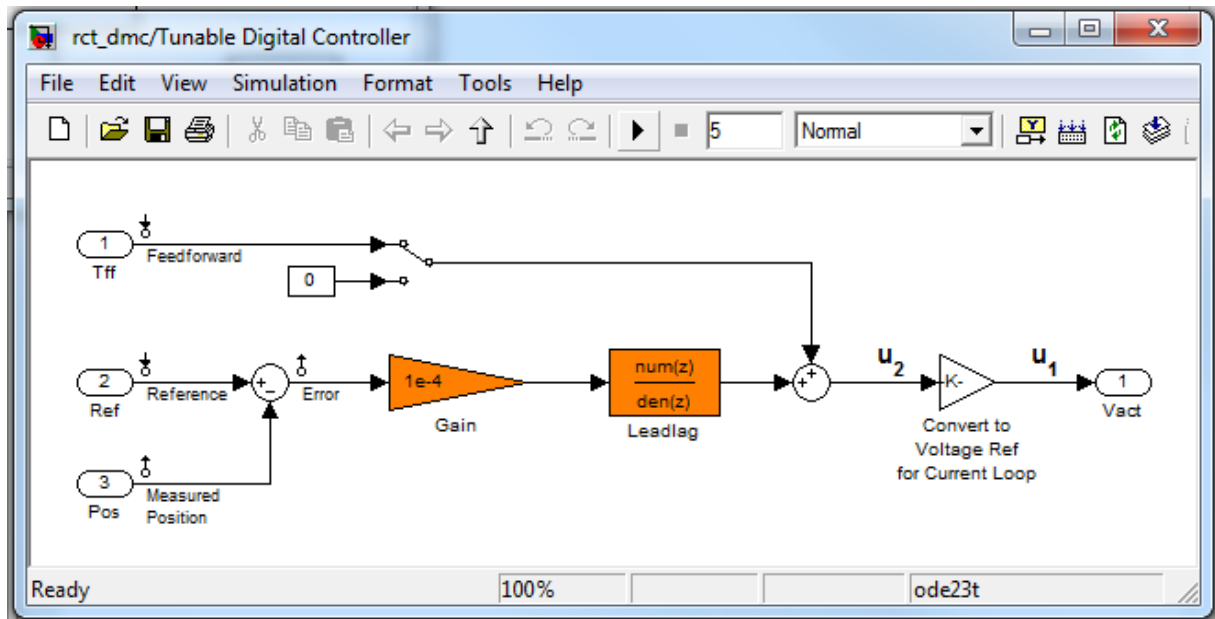 rct_dmc/Tunable Digital Controller
File Edit View Simulation Format Tools Help
5 Normal
1
Feedforward
Tff
0
2
Reference
Ref
+
−
Error
1e-4
Gain
num(z)
den(z)
Leadlag
+
+
u2
-K-
Convert to
Voltage Ref
for Current Loop
u1
1
Vact
3
Measured
Position
Pos
Ready 100% ode23t